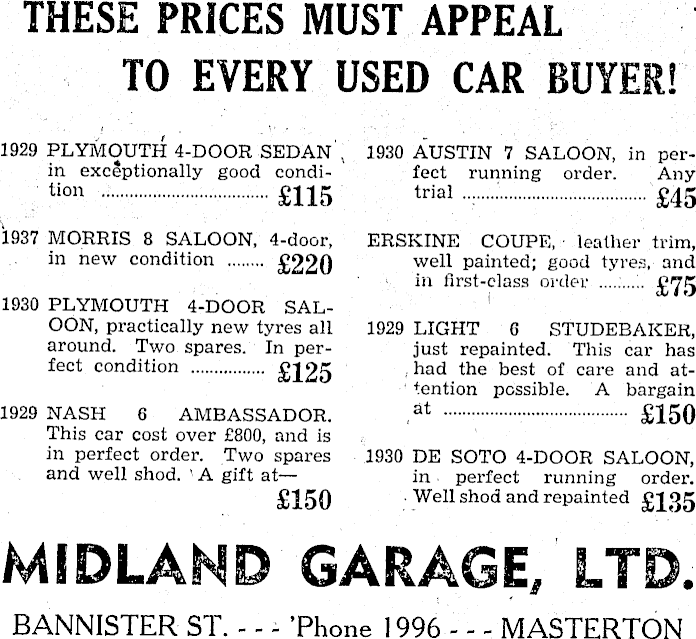 THESE PRICES MUST APPEAL
TO EVERY USED CAR BUYER!
1929 PLYMOUTH 4-DOOR SEDAN
in exceptionally good condi-
tion .................................. £115
1937 MORRIS 8 SALOON, 4-door,
in new condition ........ £220
1930 PLYMOUTH 4-DOOR SAL-
OON, practically new tyres all
around. Two spares. In per-
fect condition ............... £125
1929 NASH 6 AMBASSADOR.
This car cost over £800, and is
in perfect order. Two spares
and well shod. A gift at—
£150
1930 AUSTIN 7 SALOON, in per-
fect running order. Any
trial ...................................... £45
ERSKINE COUPE, leather trim,
well painted; good tyres, and
in first-class order .......... £75
1929 LIGHT 6 STUDEBAKER,
just repainted. This car has
had the best of care and at-
tention possible. A bargain
at ...................................... £150
1930 DE SOTO 4-DOOR SALOON,
in perfect running order.
Well shod and repainted £135
MIDLAND GARAGE, LTD.
BANNISTER ST. - - - 'Phone 1996 - - - MASTERTON